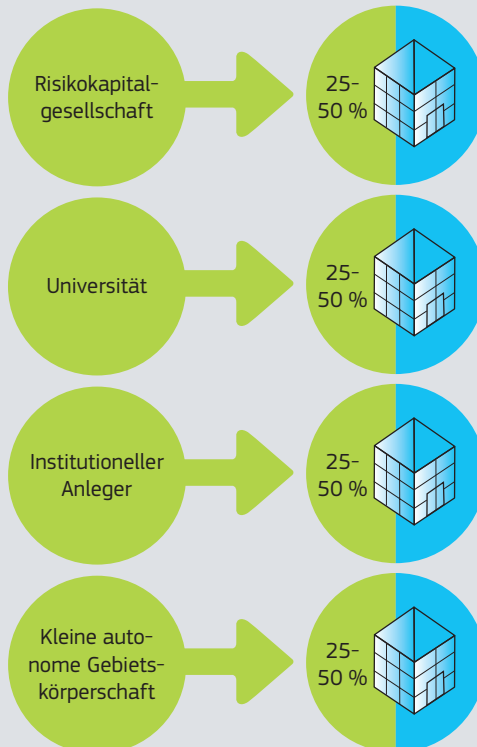 Risikokapital-
gesellschaft
25-
50 %
Universität
25-
50 %
Institutioneller
Anleger
25-
50 %
Kleine auto-
nome Gebiets-
körperschaft
25-
50 %